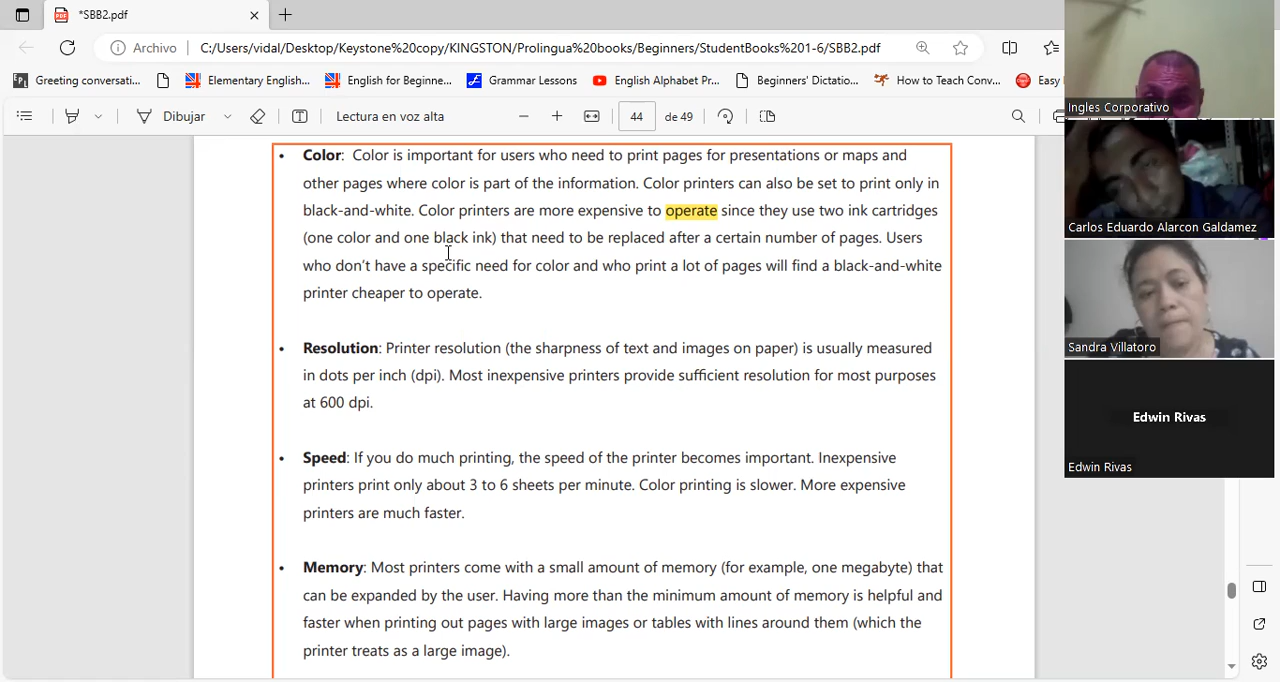 *SBB2.pdf
Archivo
C:/Users/vidal/Desktop/Keystone%20copy/KINGSTON/Prolingua%20books/Beginners/StudentBooks%201-6/SBB2.pdf
Greeting conversati...
Elementary English...
English for Beginne...
Grammar Lessons
English Alphabet Pr...
Beginners' Dictatio...
How to Teach Conv...
Easy
Dibujar
Lectura en voz alta
44
de 49
• Color: Color is important for users who need to print pages for presentations or maps and
other pages where color is part of the information. Color printers can also be set to print only in
black-and-white. Color printers are more expensive to operate since they use two ink cartridges
(one color and one black ink) that need to be replaced after a certain number of pages. Users
who don't have a specific need for color and who print a lot of pages will find a black-and-white
printer cheaper to operate.
• Resolution: Printer resolution (the sharpness of text and images on paper) is usually measured
in dots per inch (dpi). Most inexpensive printers provide sufficient resolution for most purposes
at 600 dpi.
• Speed: If you do much printing, the speed of the printer becomes important. Inexpensive
printers print only about 3 to 6 sheets per minute. Color printing is slower. More expensive
printers are much faster.
• Memory: Most printers come with a small amount of memory (for example, one megabyte) that
can be expanded by the user. Having more than the minimum amount of memory is helpful and
faster when printing out pages with large images or tables with lines around them (which the
printer treats as a large image).
Ingles Corporativo
Carlos Eduardo Alarcon Galdamez
Sandra Villatoro
Edwin Rivas
Edwin Rivas